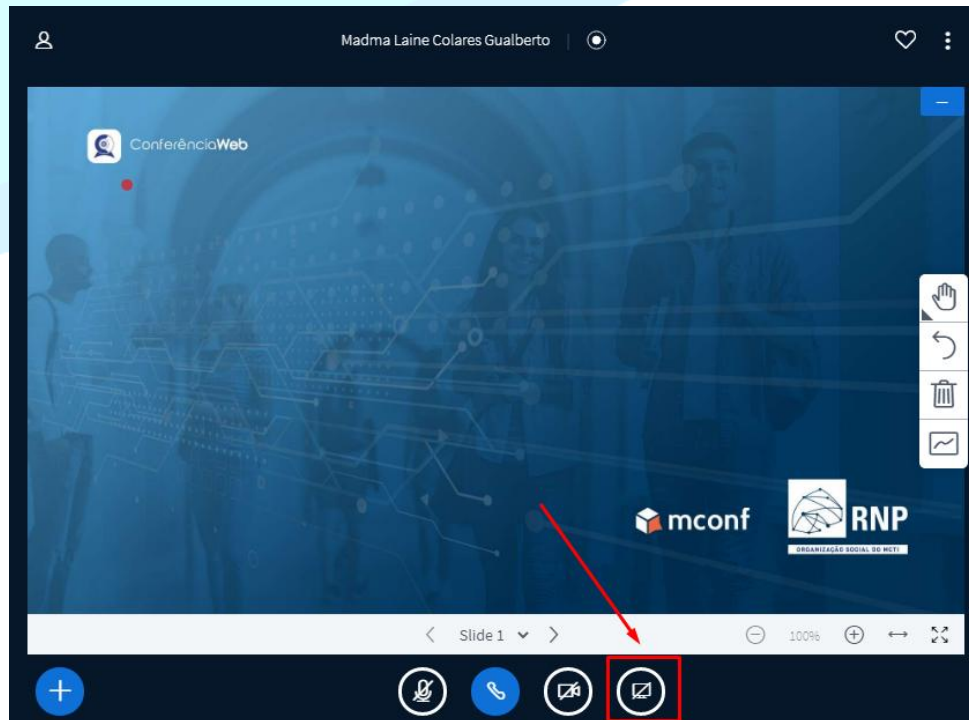 Madma Laine Colares Gualberto
ConferênciaWeb
mconf
RNP
ORGANIZAÇÃO SOCIAL DO MCTI
Slide 1
100%